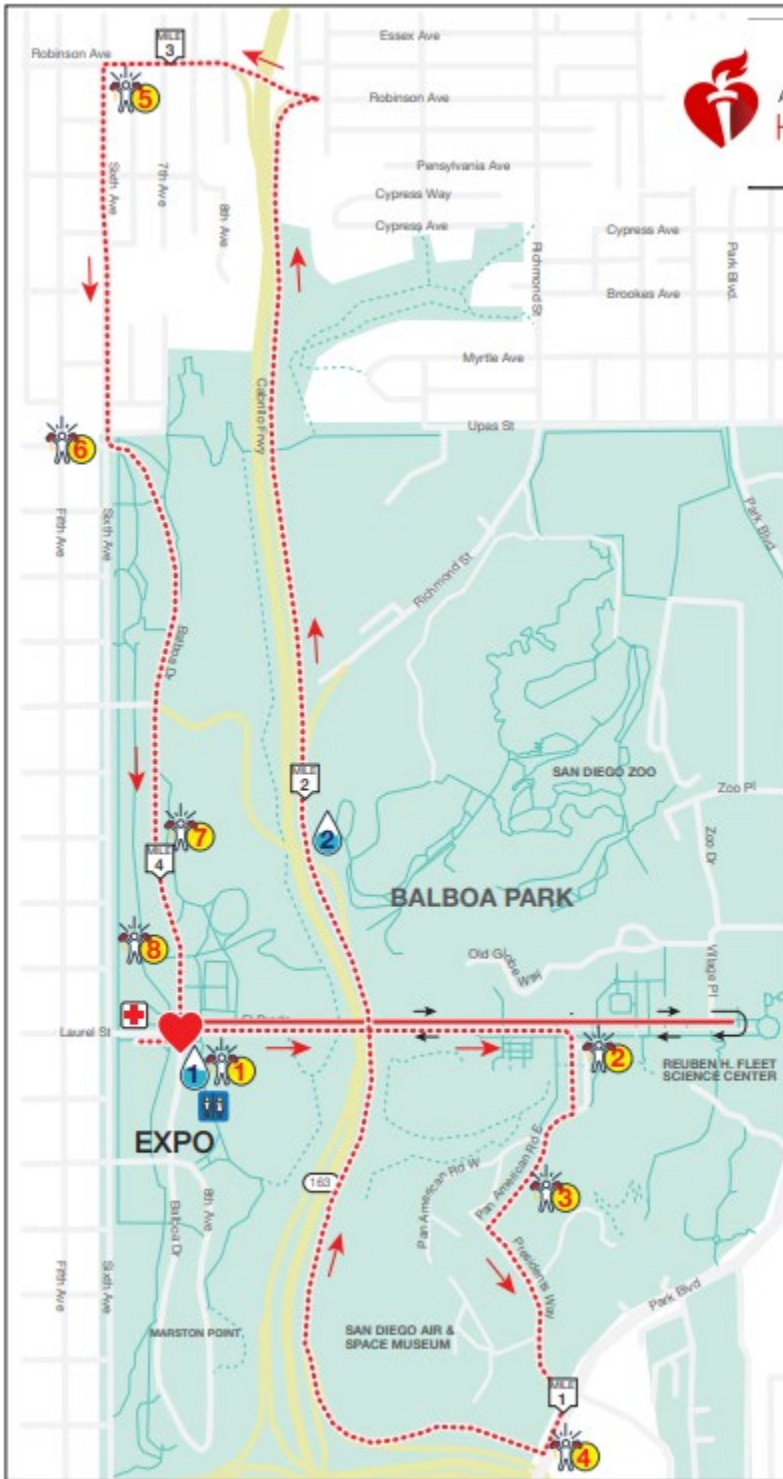 Essex Ave
Robinson Ave
MILE
3
5
Robinson Ave
Pensylvania Ave
Sixth Ave
7th Ave
8th Ave
Cypress Way
Cypress Ave
Richmond St
Cypress Ave
Park Blvd.
Brookes Ave
Myrtle Ave
Cabrillo Frwy
Upas St
6
Fifth Ave
Sixth Ave
Park Blvd
Richmond St
Balboa Dr
MILE
2
SAN DIEGO ZOO
Zoo Pl
2
7
MILE
4
Zoo Dr
BALBOA PARK
8
Old Globe Way
Village Pl
Laurel St
1
1
2
REUBEN H. FLEET
SCIENCE CENTER
EXPO
Pan American Rd W
Pan American Rd E
3
163
8th Ave
Balboa Dr
Presidents Way
Fifth Ave
Sixth Ave
Park Blvd
MARSTON POINT
SAN DIEGO AIR &
SPACE MUSEUM
MILE
1
4